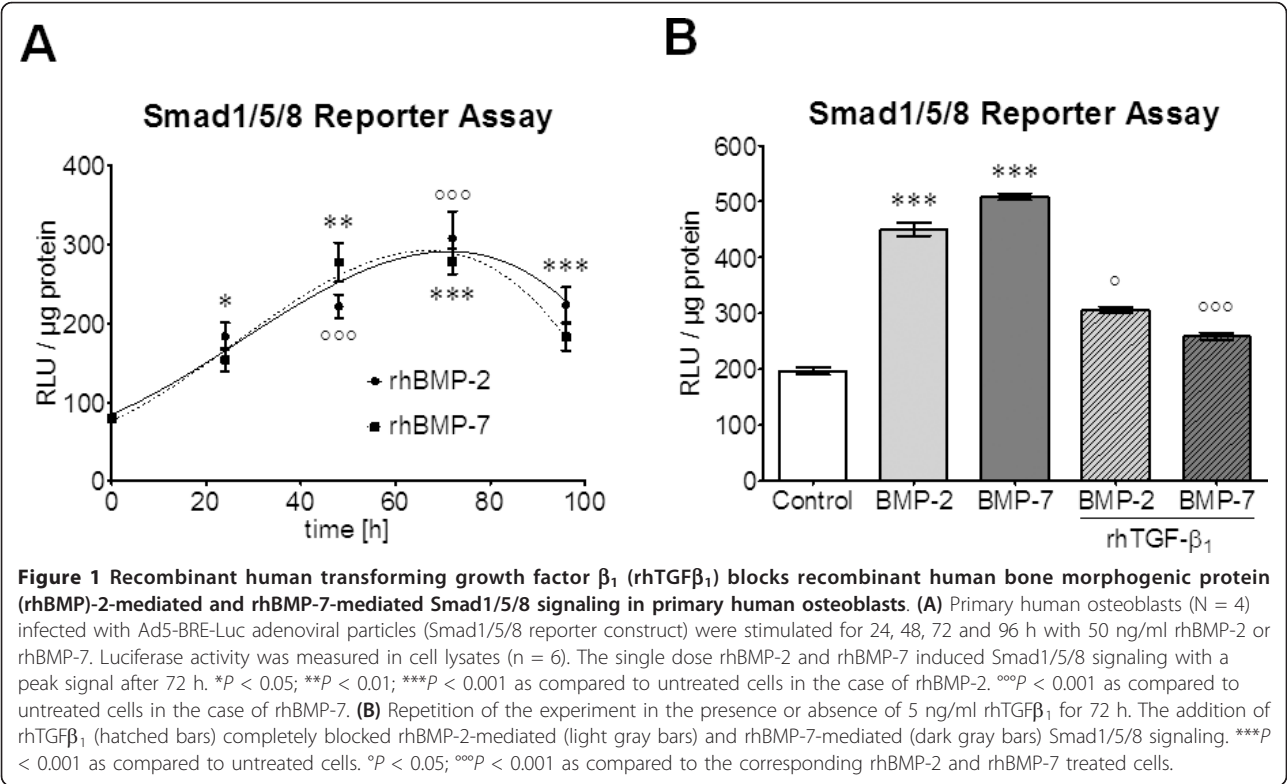 A
Smad1/5/8 Reporter Assay
RLU / µg protein
400
300
200
100
0
*
**
°°°
°°°
***
***
rhBMP-2
rhBMP-7
0 20 40 60 80 100
time [h]
B
Smad1/5/8 Reporter Assay
RLU / µg protein
600
500
400
300
200
100
0
***
***
°
°°°
Control BMP-2 BMP-7 BMP-2 BMP-7
rhTGF-β₁
Figure 1 Recombinant human transforming growth factor β₁ (rhTGFβ₁) blocks recombinant human bone morphogenic protein
(rhBMP)-2-mediated and rhBMP-7-mediated Smad1/5/8 signaling in primary human osteoblasts. (A) Primary human osteoblasts (N = 4)
infected with Ad5-BRE-Luc adenoviral particles (Smad1/5/8 reporter construct) were stimulated for 24, 48, 72 and 96 h with 50 ng/ml rhBMP-2 or
rhBMP-7. Luciferase activity was measured in cell lysates (n = 6). The single dose rhBMP-2 and rhBMP-7 induced Smad1/5/8 signaling with a
peak signal after 72 h. *P < 0.05; **P < 0.01; ***P < 0.001 as compared to untreated cells in the case of rhBMP-2. °°°P < 0.001 as compared to
untreated cells in the case of rhBMP-7. (B) Repetition of the experiment in the presence or absence of 5 ng/ml rhTGFβ₁ for 72 h. The addition of
rhTGFβ₁ (hatched bars) completely blocked rhBMP-2-mediated (light gray bars) and rhBMP-7-mediated (dark gray bars) Smad1/5/8 signaling. ***P
< 0.001 as compared to untreated cells. °P < 0.05; °°°P < 0.001 as compared to the corresponding rhBMP-2 and rhBMP-7 treated cells.